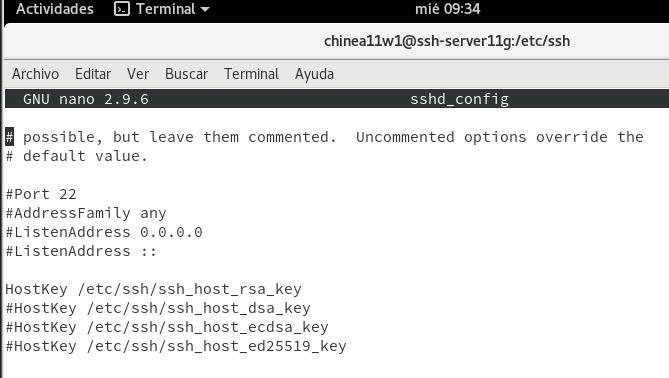 Actividades Terminal mié 09:34
chinea11w1@ssh-server11g:/etc/ssh
Archivo Editar Ver Buscar Terminal Ayuda
GNU nano 2.9.6 sshd_config
# possible, but leave them commented.  Uncommented options override the
# default value.
#Port 22
#AddressFamily any
#ListenAddress 0.0.0.0
#ListenAddress ::
HostKey /etc/ssh/ssh_host_rsa_key
#HostKey /etc/ssh/ssh_host_dsa_key
#HostKey /etc/ssh/ssh_host_ecdsa_key
#HostKey /etc/ssh/ssh_host_ed25519_key